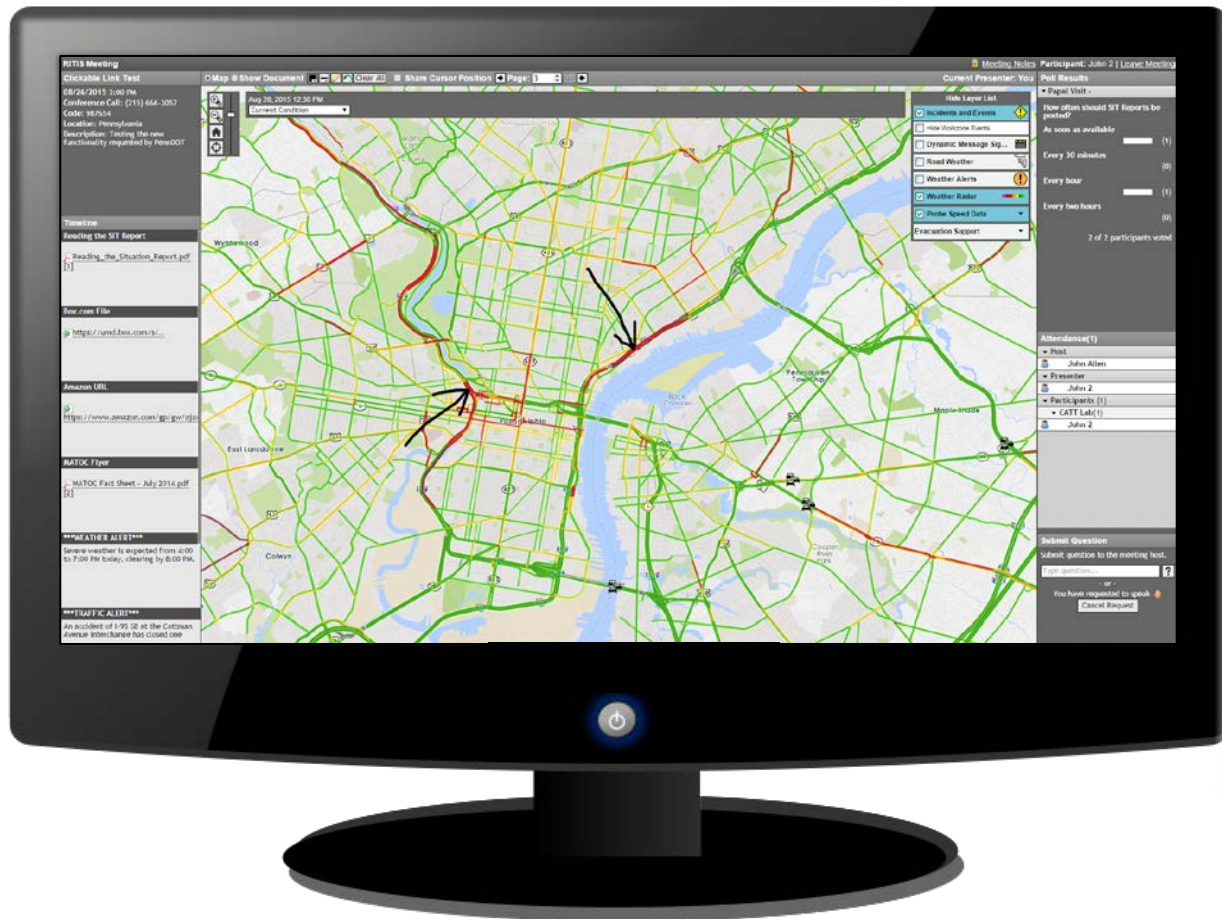 RITIS Meeting
Meeting Notes Participant: John 2 | Leave Meeting
Clickable Link Test
Map Show Document Clear All Share Cursor Position Page: 1
Current Presenter: You
Poll Results
08/26/2015 3:00 PM
Conference Call: (215) 666-3057
Code: 987654
Location: Pennsylvania
Description: Testing the new
functionality requested by PennDOT
Timeline
Reading the SIT Report
Reading_the_Situation_Report.pdf
[1]
Box.com File
https://umd.box.com/s/...
Amazon URL
MATOC Flyer
MATOC Fact Sheet - July 2014.pdf
[2]
***WEATHER ALERT***
Severe weather is expected from 4:00
to 7:00 PM today, clearing by 8:00 PM.
***TRAFFIC ALERT***
An accident of I-95 SB at the Cottman
Avenue Interchange has closed one
Aug 28, 2015 12:30 PM
Current Condition
Hide Layer List
Incidents and Events
Hide Workzone Events
Dynamic Message Sig...
Road Weather
Weather Alerts
Weather Radar
Probe Speed Data
Evacuation Support
Wynnewood
East Lansdowne
Colwyn
Philadelphia
Pennsauken
Township
Maple Shade
Cooper
River
Park
Papal Visit -
How often should SIT Reports be
posted?
As soon as available
(1)
Every 30 minutes
(0)
Every hour
(1)
Every two hours
(0)
2 of 2 participants voted
Attendance(1)
Host
John Allen
Presenter
John 2
Participants (1)
CATT Lab(1)
John 2
Submit Question
Submit question to the meeting host.
Type question...
?
- or -
You have requested to speak
Cancel Request